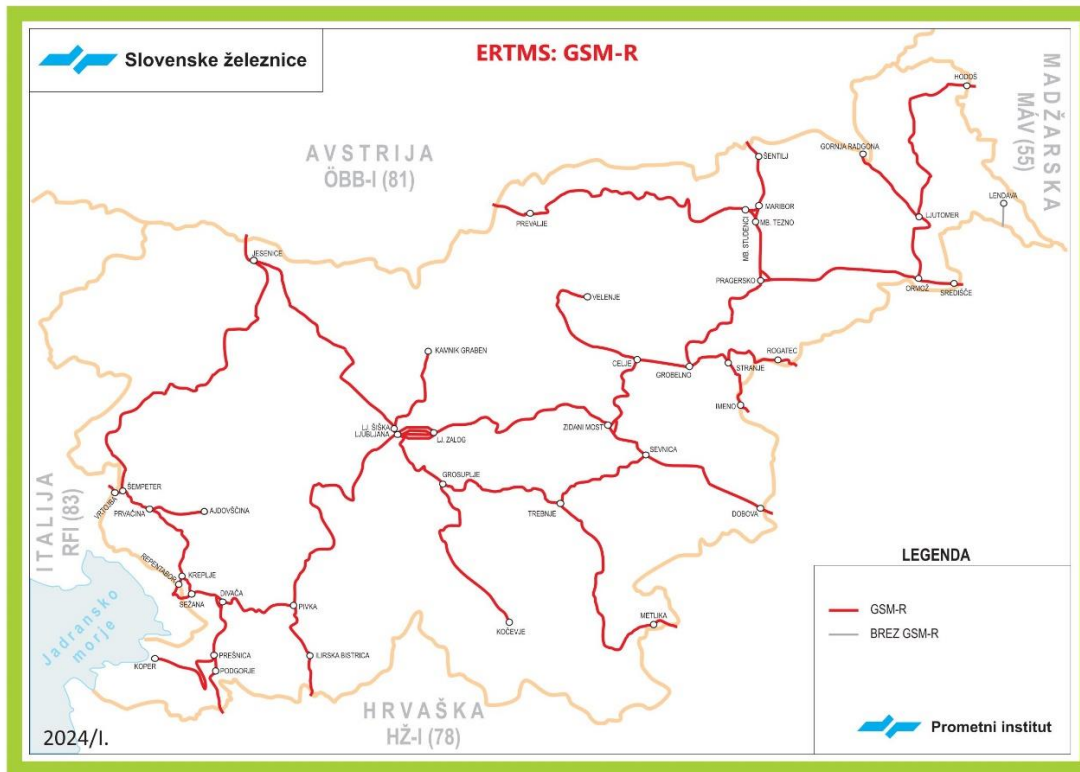 Slovenske železnice
ERTMS: GSM-R
MADŽARSKA
MÁV (55)
AVSTRIJA
ÖBB-I (81)
HODOŠ
GORNJA RADGONA
ŠENTILJ
LENDAVA
PREVALJE
MARIBOR
MB. TEZNO
MB. STUDENCI
LJUTOMER
JESENICE
PRAGERSKO
ORMOŽ
SREDIŠČE
VELENJE
KAMNIK GRABEN
CELJE
GROBELNO
STRANJE
ROGATEC
IMENO
LJ. ŠIŠKA
LJUBLJANA
LJ. ZALOG
ZIDANI MOST
SEVNICA
GROSUPLJE
TREBNJE
DOBOVA
ITALIJA
RFI (83)
ŠEMPETER
VRTOJBA
PRVAČINA
AJDOVŠČINA
REPENTABOR
KREPLJE
SEŽANA
DIVAČA
PIVKA
KOČEVJE
METLIKA
Jadransko
morje
KOPER
PREŠNICA
PODGORJE
ILIRSKA BISTRICA
HRVAŠKA
HŽ-I (78)
LEGENDA
GSM-R
BREZ GSM-R
Prometni institut
2024/I.